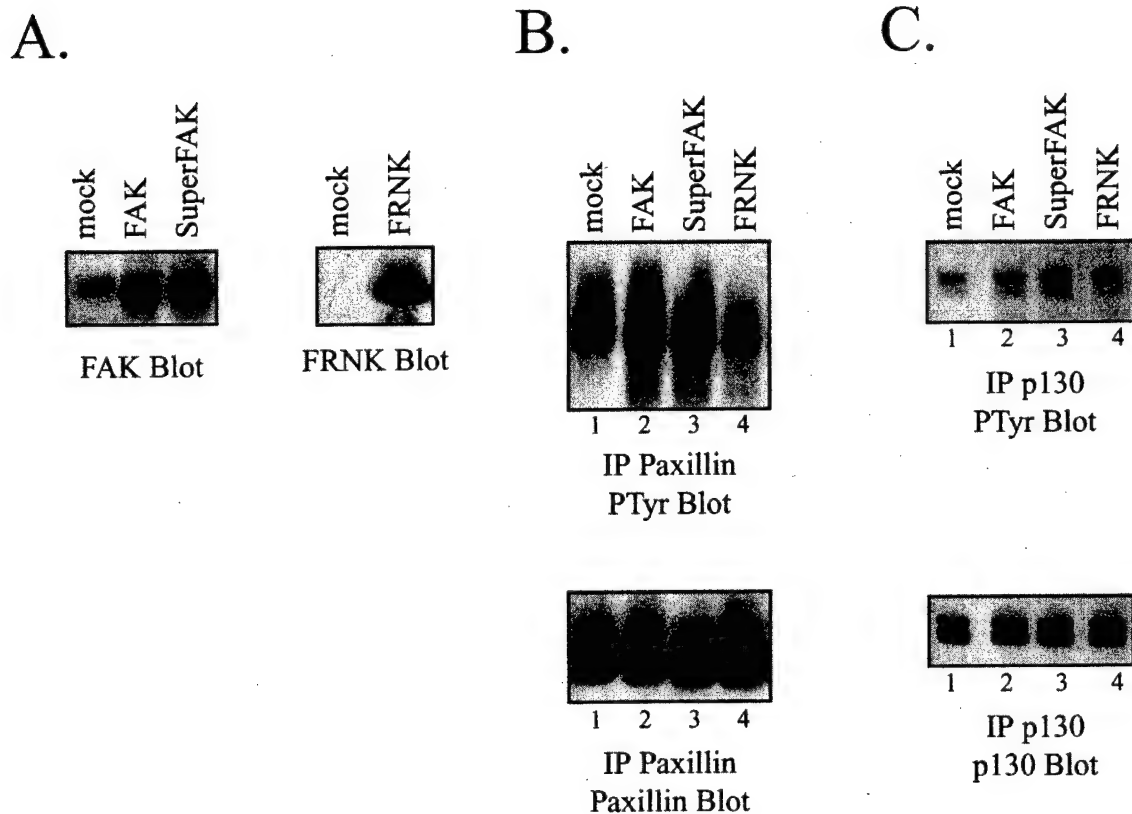 A.
mock
FAK
SuperFAK
FAK Blot
mock
FRNK
FRNK Blot
B.
mock
FAK
SuperFAK
FRNK
1 2 3 4
IP Paxillin
PTyr Blot
1 2 3 4
IP Paxillin
Paxillin Blot
C.
mock
FAK
SuperFAK
FRNK
1 2 3 4
IP p130
PTyr Blot
1 2 3 4
IP p130
p130 Blot